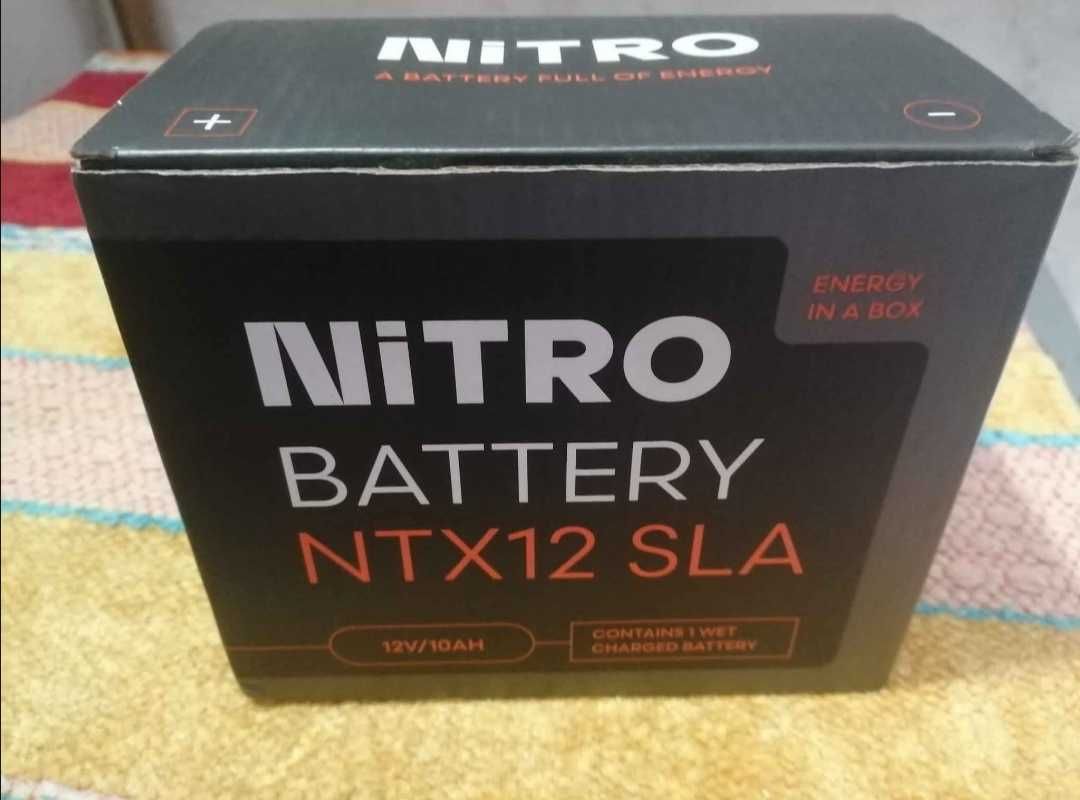 NiTRO
A BATTERY FULL OF ENERGY
+
-
ENERGY
IN A BOX
NiTRO
BATTERY
NTX12 SLA
12V/10AH
CONTAINS 1 WET
CHARGED BATTERY